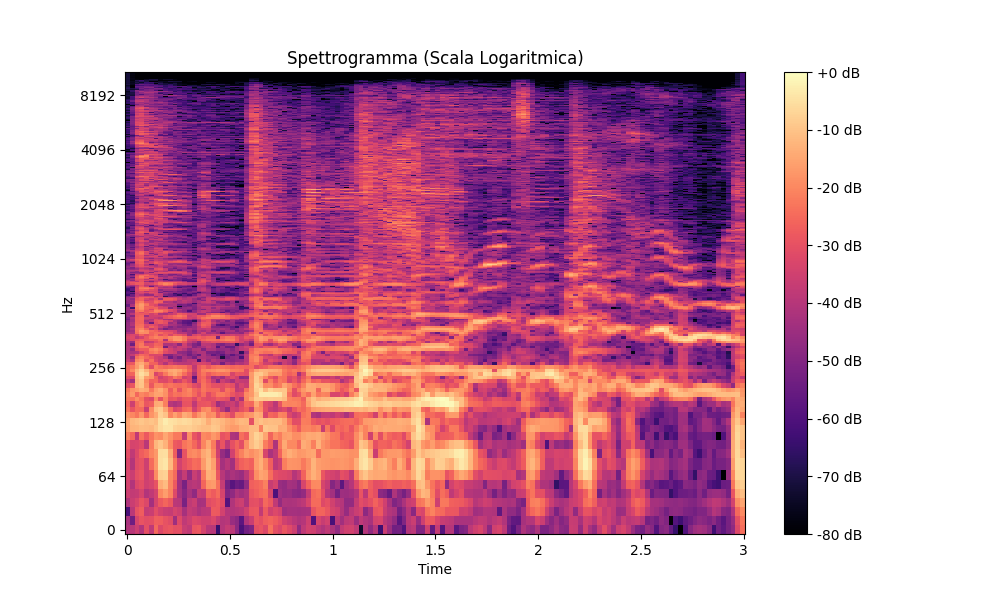 Spettrogramma (Scala Logaritmica)
Hz
8192
4096
2048
1024
512
256
128
64
0
0 0.5 1 1.5 2 2.5 3
Time
+0 dB
-10 dB
-20 dB
-30 dB
-40 dB
-50 dB
-60 dB
-70 dB
-80 dB